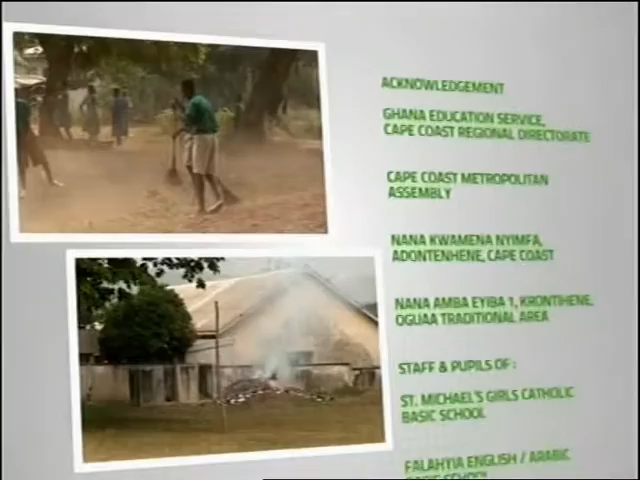 ACKNOWLEDGEMENT
GHANA EDUCATION SERVICE,
CAPE COAST REGIONAL DIRECTORATE
CAPE COAST METROPOLITAN
ASSEMBLY
NANA KWAMENA NYIMFA,
ADONTENHENE, CAPE COAST
NANA AMBA EYIBA 1, KRONTIHENE,
OGUAA TRADITIONAL AREA
STAFF & PUPILS OF :
ST. MICHAEL'S GIRLS CATHOLIC
BASIC SCHOOL
FALAHYIA ENGLISH / ARABIC